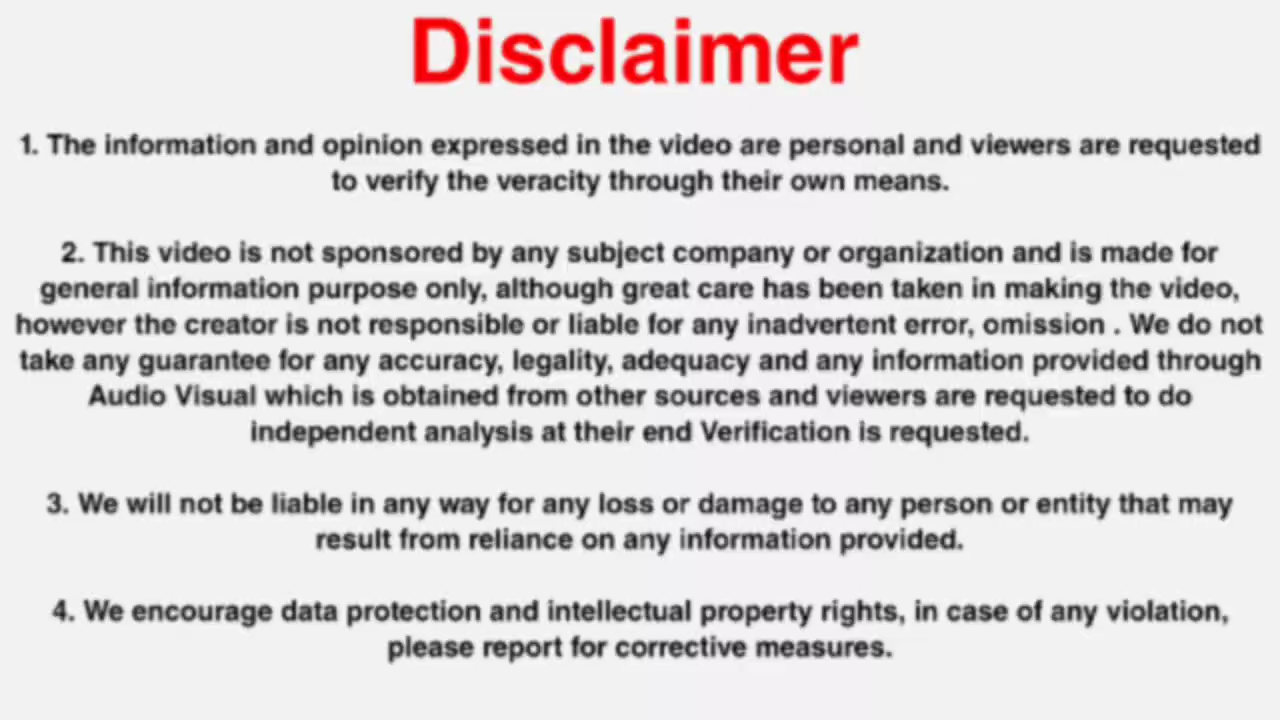 Disclaimer
1. The information and opinion expressed in the video are personal and viewers are requested
to verify the veracity through their own means.
2. This video is not sponsored by any subject company or organization and is made for
general information purpose only, although great care has been taken in making the video,
however the creator is not responsible or liable for any inadvertent error, omission . We do not
take any guarantee for any accuracy, legality, adequacy and any information provided through
Audio Visual which is obtained from other sources and viewers are requested to do
independent analysis at their end Verification is requested.
3. We will not be liable in any way for any loss or damage to any person or entity that may
result from reliance on any information provided.
4. We encourage data protection and intellectual property rights, in case of any violation,
please report for corrective measures.